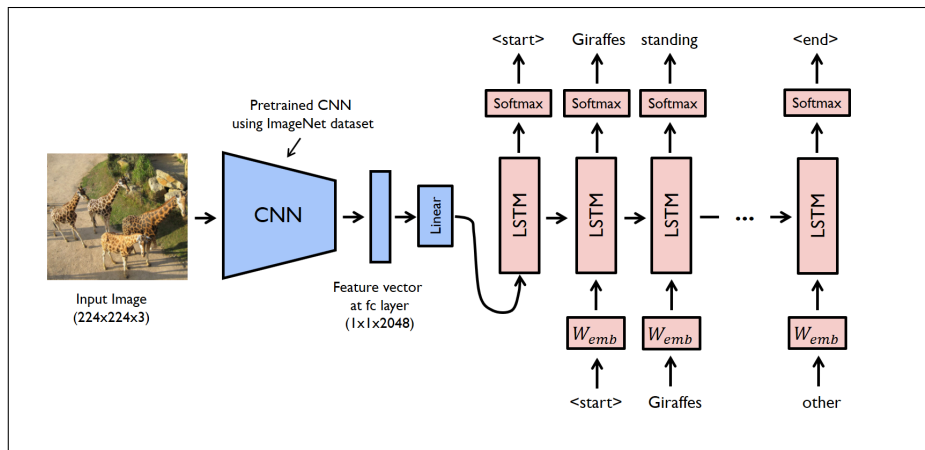 <start> Giraffes standing <end>
Softmax Softmax Softmax Softmax
Pretrained CNN
using ImageNet dataset
CNN
Linear
LSTM LSTM LSTM ... LSTM
Input Image
(224x224x3)
Feature vector
at fc layer
(1x1x2048)
W_emb W_emb W_emb
<start> Giraffes other